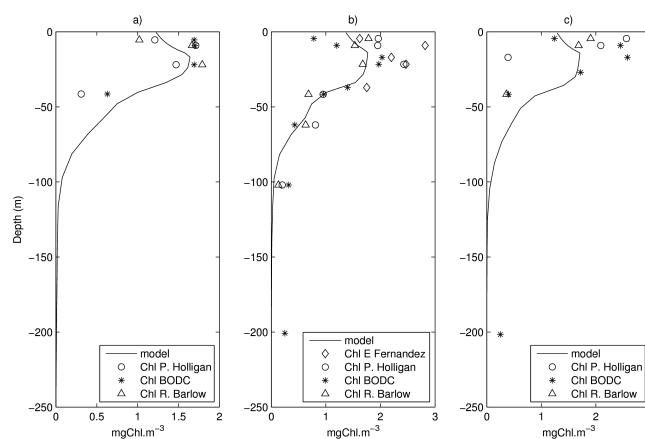 a)
b)
c)
Depth (m)
0
−50
−100
−150
−200
−250
0
0.5
1
1.5
2
mgChl.m−3
model
Chl P. Holligan
Chl BODC
Chl R. Barlow
0
−50
−100
−150
−200
−250
0
1
2
3
mgChl.m−3
model
Chl E Fernandez
Chl P. Holligan
Chl BODC
Chl R. Barlow
0
−50
−100
−150
−200
−250
0
1
2
mgChl.m−3
model
Chl P. Holligan
Chl BODC
Chl R. Barlow